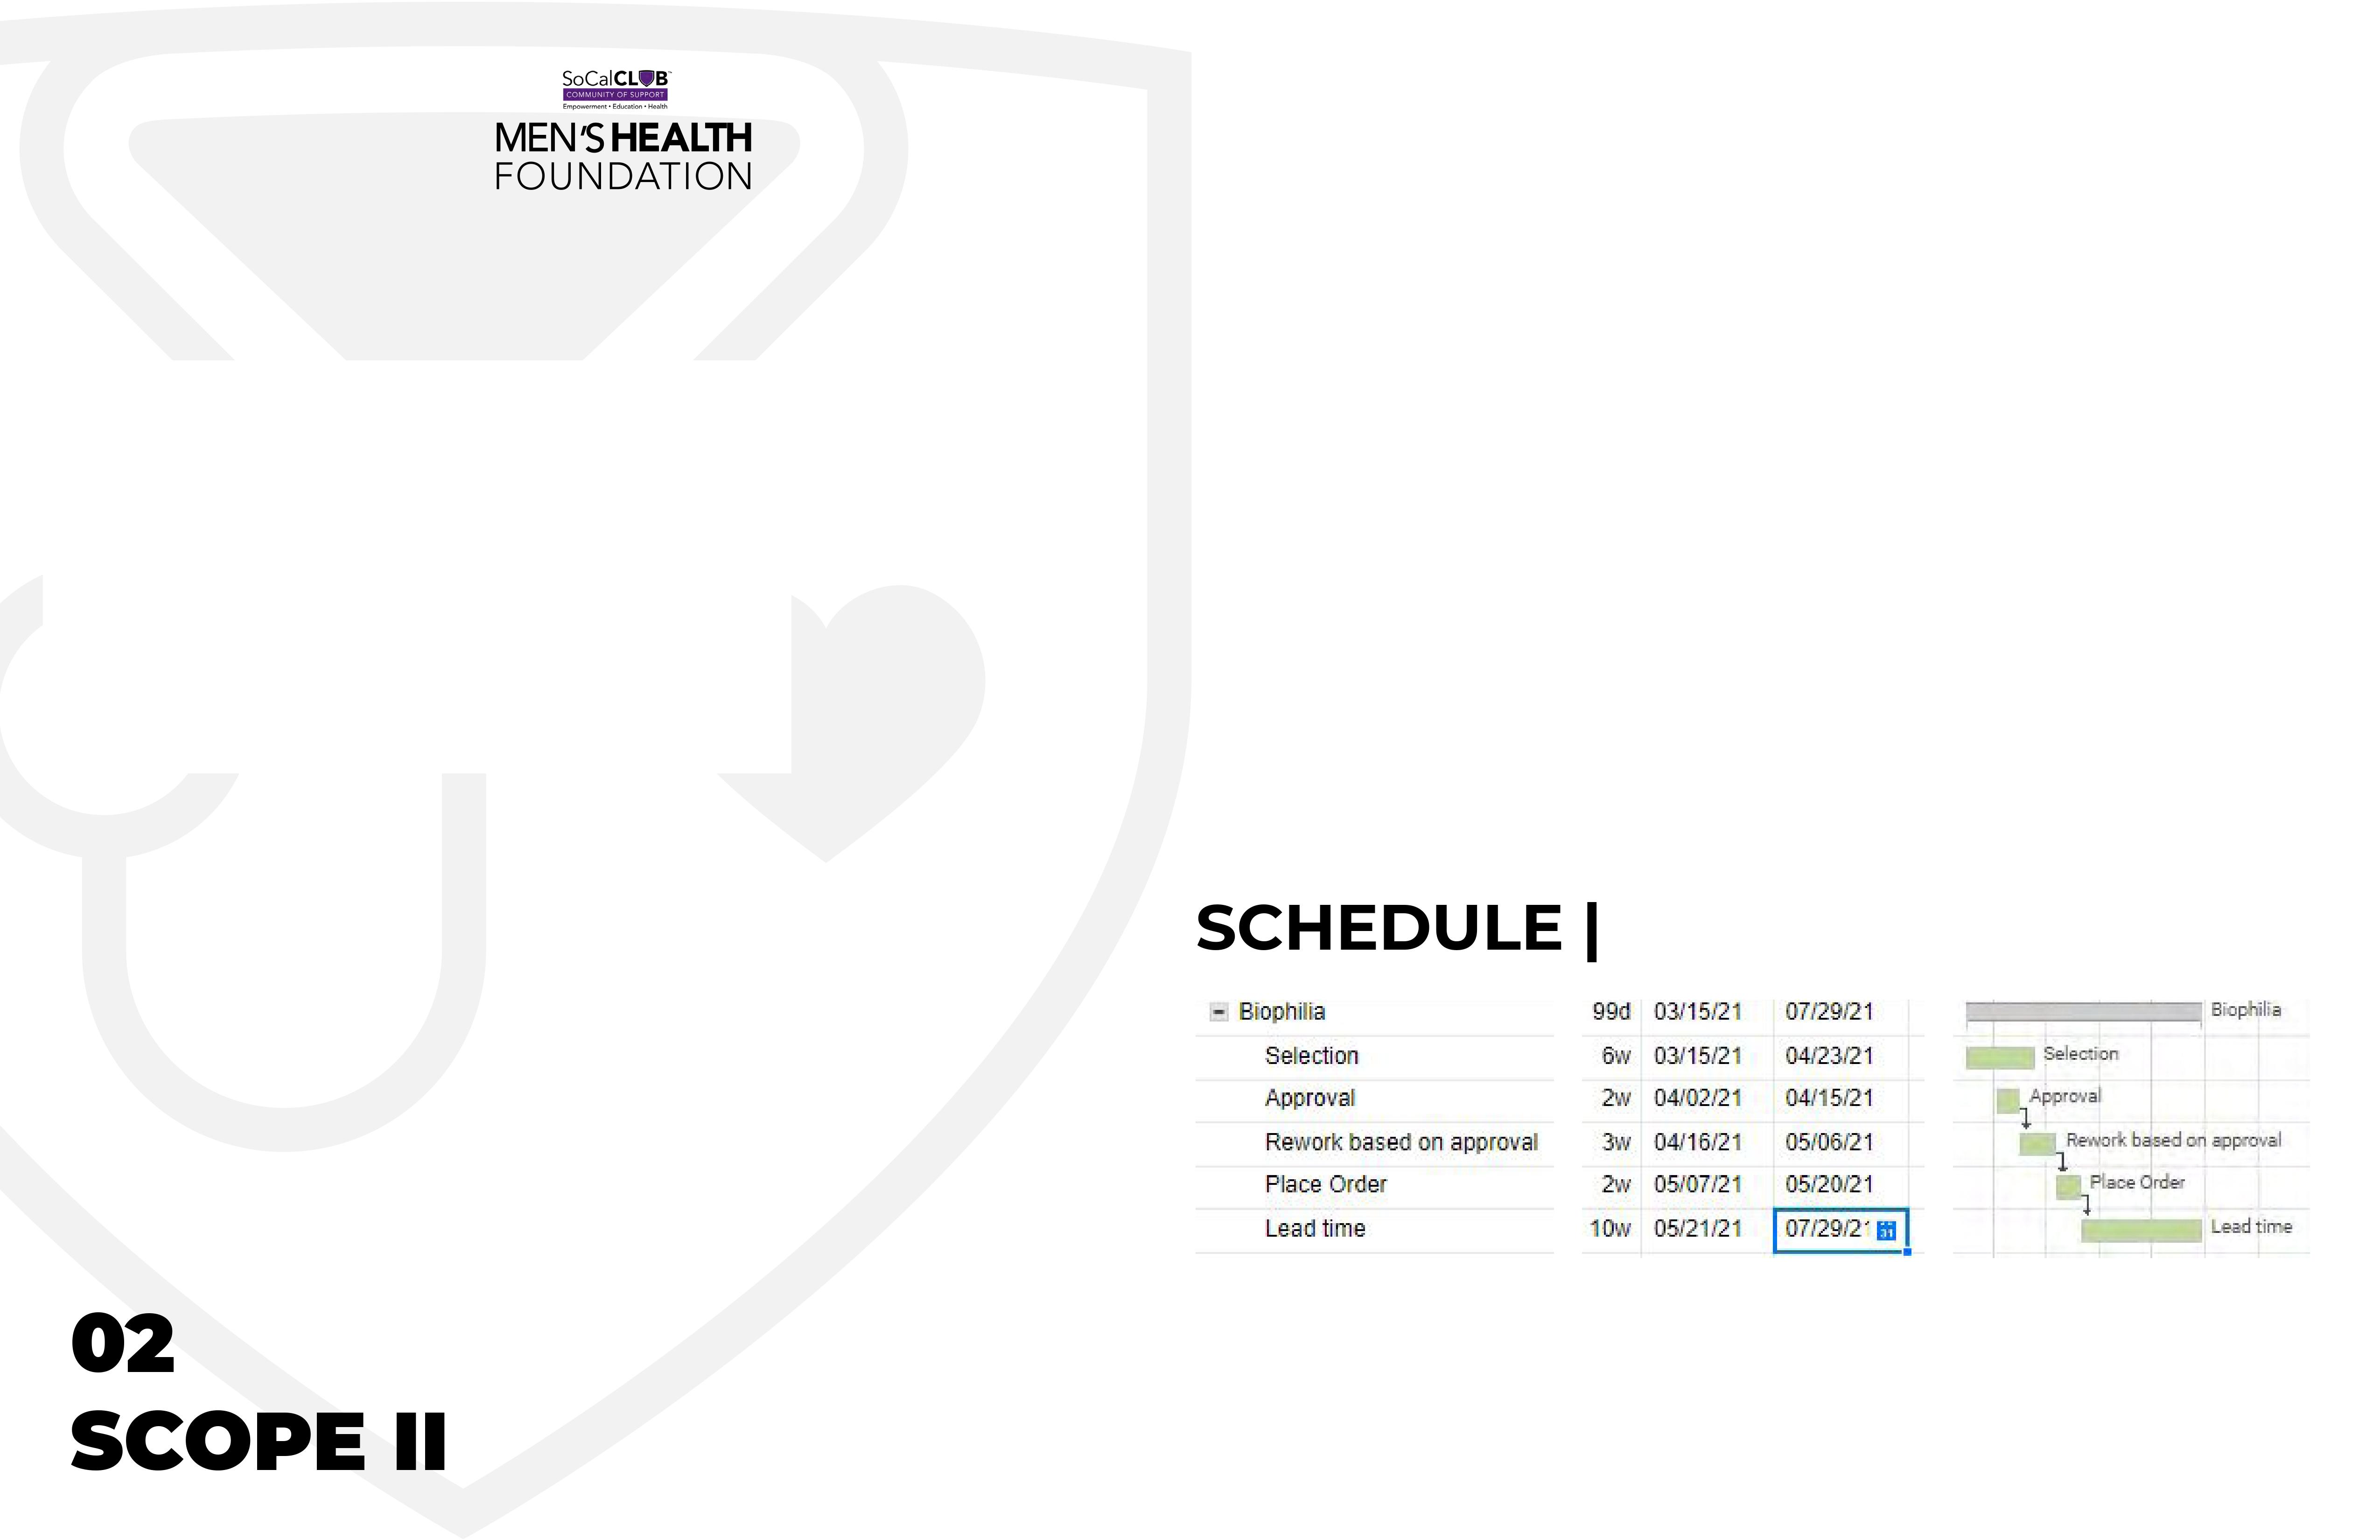 SoCalCLUB™
COMMUNITY OF SUPPORT
Empowerment • Education • Health
MEN'S HEALTH
FOUNDATION
SCHEDULE |
Biophilia 99d 03/15/21 07/29/21 Biophilia
Selection 6w 03/15/21 04/23/21 Selection
Approval 2w 04/02/21 04/15/21 Approval
Rework based on approval 3w 04/16/21 05/06/21 Rework based on approval
Place Order 2w 05/07/21 05/20/21 Place Order
Lead time 10w 05/21/21 07/29/21 31 Lead time
02
SCOPE II